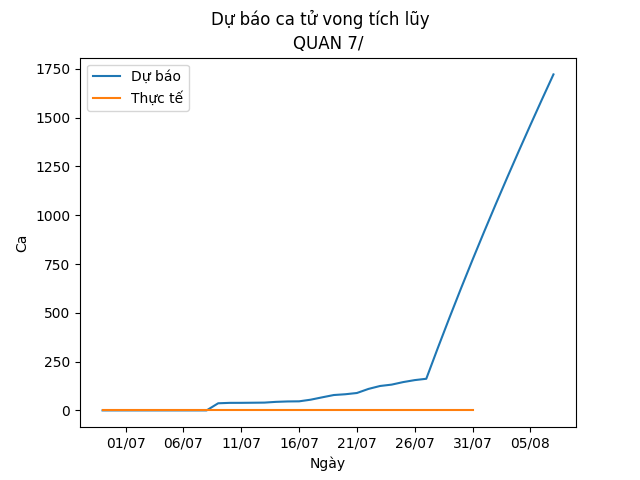 Dự báo ca tử vong tích lũy
QUAN 7/
Dự báo
Thực tế
1750
1500
1250
1000
750
500
250
0
Ca
01/07 06/07 11/07 16/07 21/07 26/07 31/07 05/08
Ngày